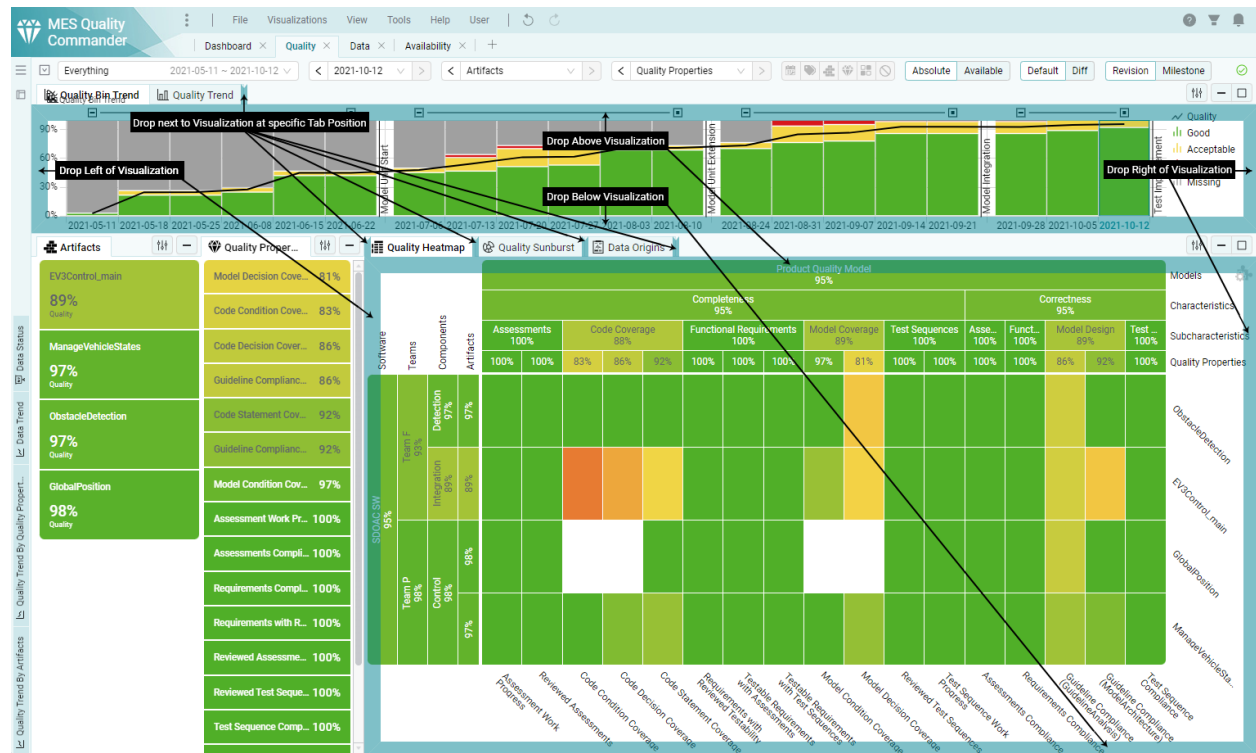 MES Quality
Commander
File Visualizations View Tools Help User
Dashboard Quality Data Availability
Everything 2021-05-11 ~ 2021-10-12 2021-10-12 Artifacts Quality Properties Absolute Available Default Diff Revision Milestone
Quality Bin Trend Quality Trend
Quality Bin Trend
Drop next to Visualization at specific Tab Position
Drop Above Visualization
Drop Left of Visualization
Drop Below Visualization
Drop Right of Visualization
90%
60%
30%
0%
Model Unit Start
Model Unit Extension
Model Integration
Quality
Good
Acceptable
Missing
2021-05-11 2021-05-18 2021-05-25 2021-06-08 2021-06-15 2021-06-22 2021-07-06 2021-07-13 2021-07-20 2021-07-27 2021-08-03 2021-08-10 2021-08-24 2021-08-31 2021-09-07 2021-09-14 2021-09-21 2021-09-28 2021-10-05 2021-10-12
Artifacts Quality Proper... Quality Heatmap Quality Sunburst Data Origins
EV3Control_main
89%
Quality
ManageVehicleStates
97%
Quality
ObstacleDetection
97%
Quality
GlobalPosition
98%
Quality
Model Decision Cove... 81%
Code Condition Cove... 83%
Code Decision Cover... 86%
Guideline Complianc... 86%
Code Statement Cov... 92%
Guideline Complianc... 92%
Model Condition Cov... 97%
Assessment Work Pr... 100%
Assessments Compli... 100%
Requirements Compl... 100%
Requirements with R... 100%
Reviewed Assessme... 100%
Reviewed Test Seque... 100%
Test Sequence Comp... 100%
Product Quality Model
95%
Models
Completeness
95%
Correctness
95%
Characteristics
Assessments
100%
Code Coverage
88%
Functional Requirements
100%
Model Coverage
89%
Test Sequences
100%
Asse...
100%
Funct...
100%
Model Design
89%
Test ...
100%
Subcharacteristics
100% 100% 83% 86% 92% 100% 100% 100% 97% 81% 100% 100% 100% 100% 86% 92% 100%
Quality Properties
Software
Teams
Components
Artifacts
SDDAC SW
95%
Team F
93%
Team P
98%
Detection
97%
Integration
89%
Control
98%
97%
89%
98%
97%
ObstacleDetection
EV3Control_main
GlobalPosition
ManageVehicleSta...
Assessment Work
Progress
Reviewed Assessments
Code Condition Coverage
Code Decision Coverage
Code Statement Coverage
Requirements with
Reviewed Testability
Testable Requirements
with Assessments
Testable Requirements
with Test Sequences
Model Condition Coverage
Model Decision Coverage
Reviewed Test Sequences
Test Sequence Work
Progress
Assessments Compliance
Requirements Compliance
Guideline Compliance
(GuidelineAnalysis)
Guideline Compliance
(ModelArchitecture)
Test Sequence
Compliance
Data Status
Data Trend
Quality Trend By Quality Propert...
Quality Trend By Artifacts